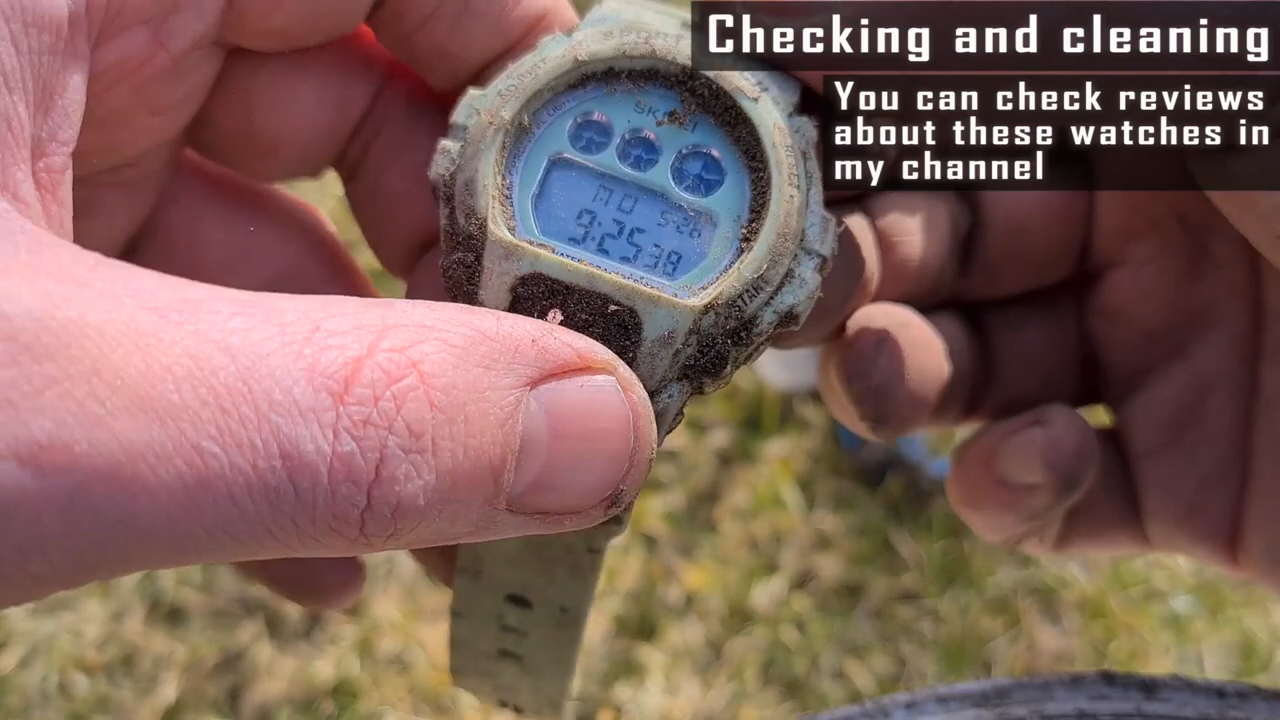 Checking and cleaning
You can check reviews
about these watches in
my channel
SKMEI
MO 5-26
9:25 38
START